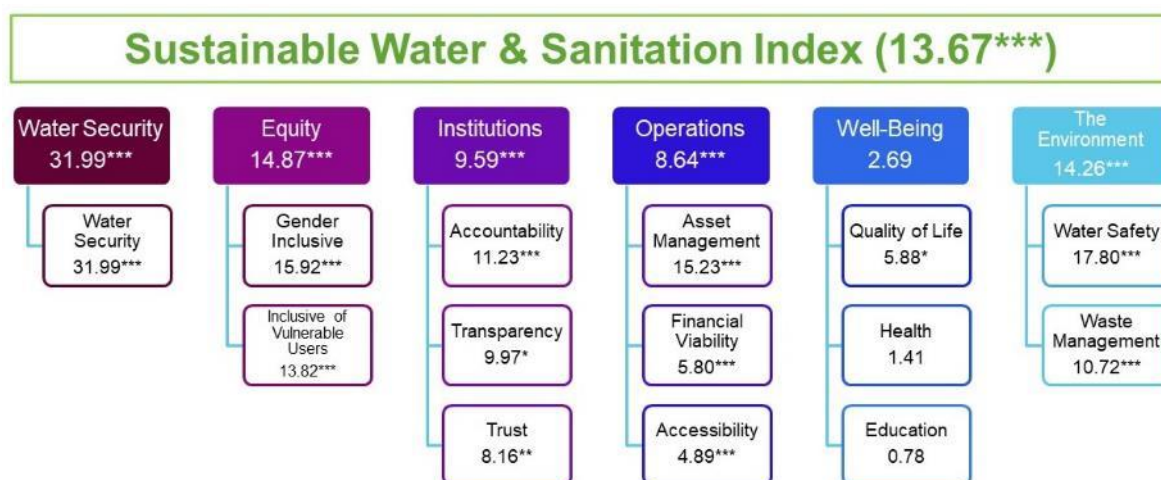 Sustainable Water & Sanitation Index (13.67***)
Water Security
31.99***
Water
Security
31.99***
Equity
14.87***
Gender
Inclusive
15.92***
Inclusive of
Vulnerable
Users
13.82***
Institutions
9.59***
Accountability
11.23***
Transparency
9.97*
Trust
8.16**
Operations
8.64***
Asset
Management
15.23***
Financial
Viability
5.80***
Accessibility
4.89***
Well-Being
2.69
Quality of Life
5.88*
Health
1.41
Education
0.78
The
Environment
14.26***
Water Safety
17.80***
Waste
Management
10.72***